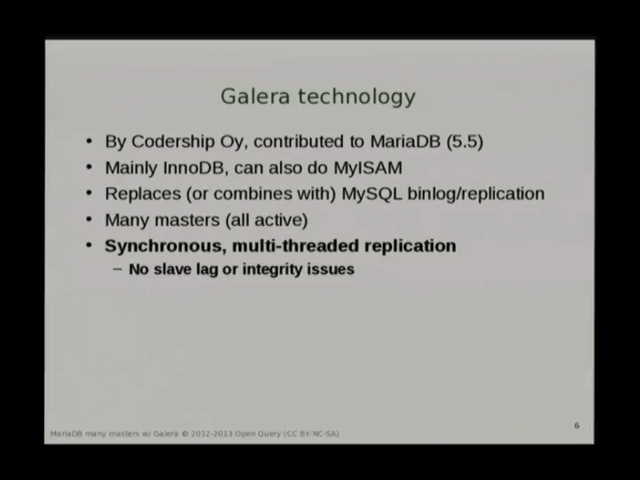 Galera technology
• By Codership Oy, contributed to MariaDB (5.5)
• Mainly InnoDB, can also do MyISAM
• Replaces (or combines with) MySQL binlog/replication
• Many masters (all active)
• Synchronous, multi-threaded replication
– No slave lag or integrity issues
6
MariaDB many masters w/ Galera © 2012-2013 Open Query (CC BY-NC-SA)